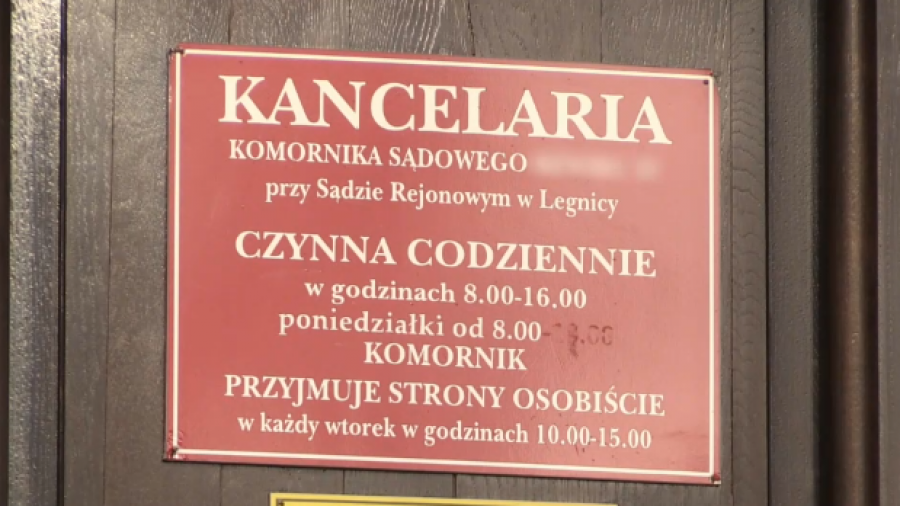 KANCELARIA
KOMORNIKA SĄDOWEGO
przy Sądzie Rejonowym w Legnicy
CZYNNA CODZIENNIE
w godzinach 8.00-16.00
poniedziałki od 8.00-
KOMORNIK
PRZYJMUJE STRONY OSOBIŚCIE
w każdy wtorek w godzinach 10.00-15.00